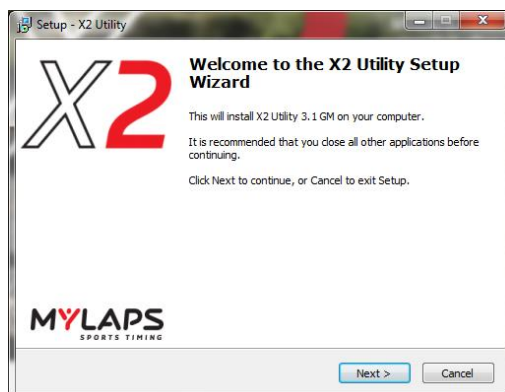 Setup - X2 Utility
X2
Welcome to the X2 Utility Setup
Wizard
This will install X2 Utility 3.1 GM on your computer.
It is recommended that you close all other applications before
continuing.
Click Next to continue, or Cancel to exit Setup.
MYLAPS
SPORTS TIMING
Next >
Cancel